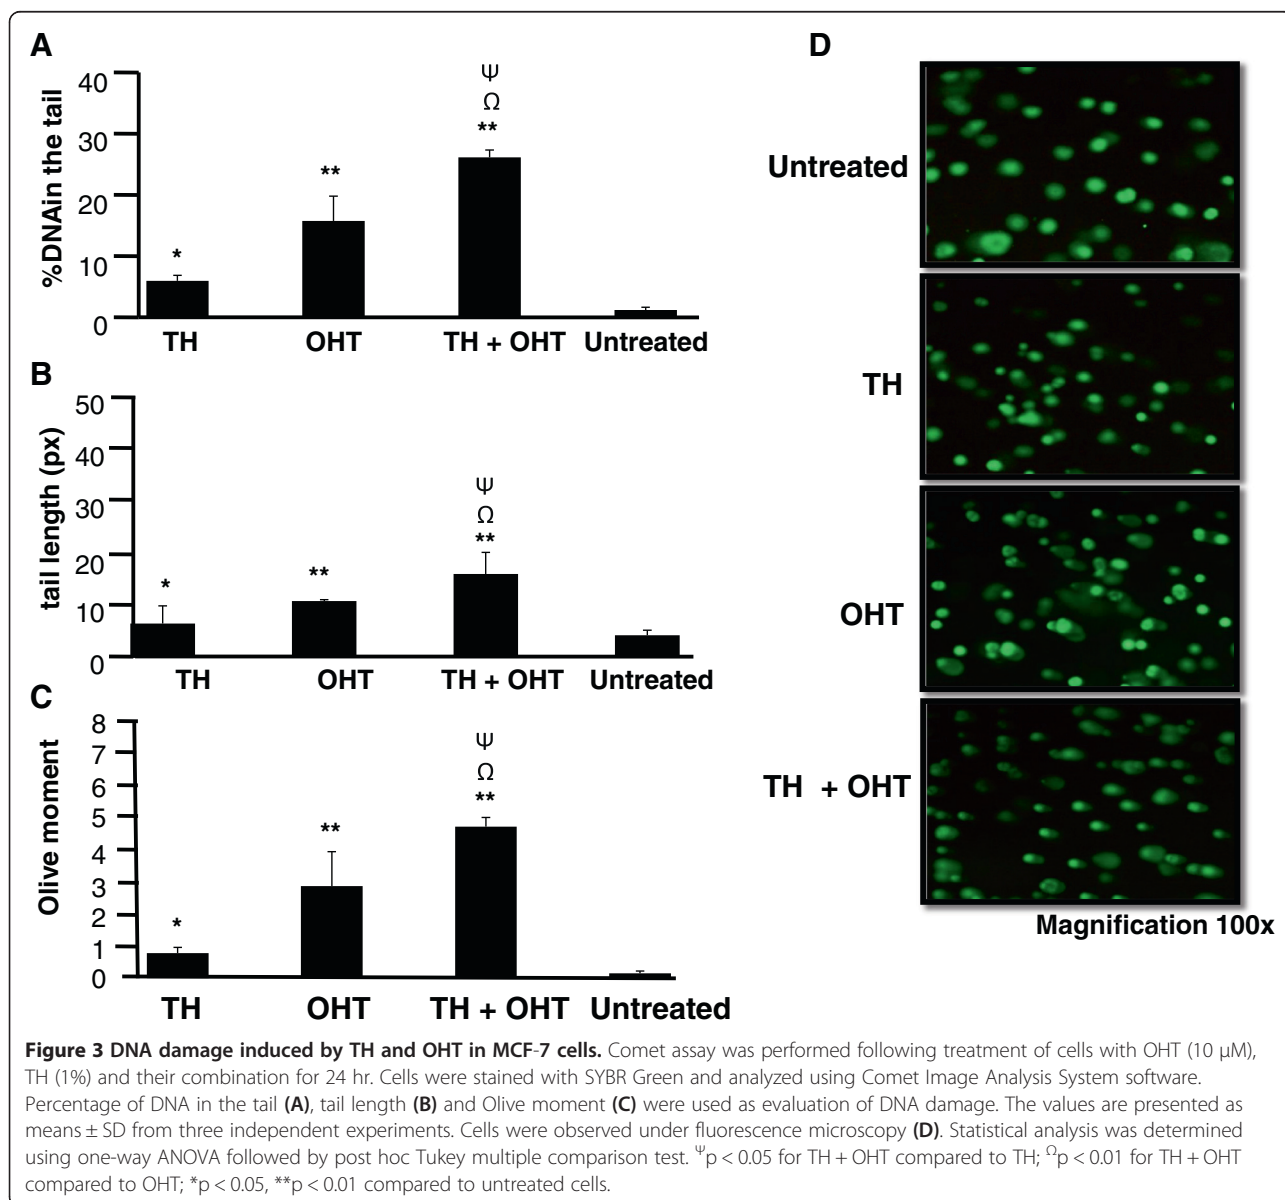 A
%DNAin the tail
40
30
20
10
0
*
**
Ψ
Ω
**
TH OHT TH + OHT Untreated
B
tail length (px)
50
40
30
20
10
0
*
**
Ψ
Ω
**
TH OHT TH + OHT Untreated
C
Olive moment
8
7
6
5
4
3
2
1
0
*
**
Ψ
Ω
**
TH OHT TH + OHT Untreated
D
Untreated
TH
OHT
TH + OHT
Magnification 100x
Figure 3 DNA damage induced by TH and OHT in MCF-7 cells. Comet assay was performed following treatment of cells with OHT (10 μM),
TH (1%) and their combination for 24 hr. Cells were stained with SYBR Green and analyzed using Comet Image Analysis System software.
Percentage of DNA in the tail (A), tail length (B) and Olive moment (C) were used as evaluation of DNA damage. The values are presented as
means ± SD from three independent experiments. Cells were observed under fluorescence microscopy (D). Statistical analysis was determined
using one-way ANOVA followed by post hoc Tukey multiple comparison test. Ψp < 0.05 for TH + OHT compared to TH; Ωp < 0.01 for TH + OHT
compared to OHT; *p < 0.05, **p < 0.01 compared to untreated cells.